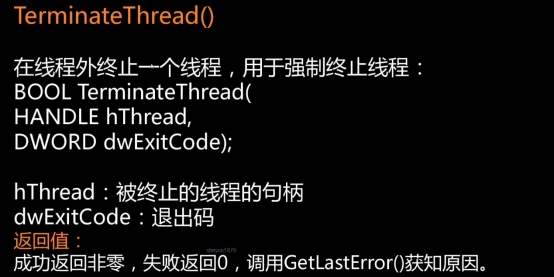 TerminateThread()
在线程外终止一个线程，用于强制终止线程：
BOOL TerminateThread(
HANDLE hThread,
DWORD dwExitCode);
hThread：被终止的线程的句柄
dwExitCode：退出码
返回值：
成功返回非零，失败返回0，调用GetLastError()获知原因。